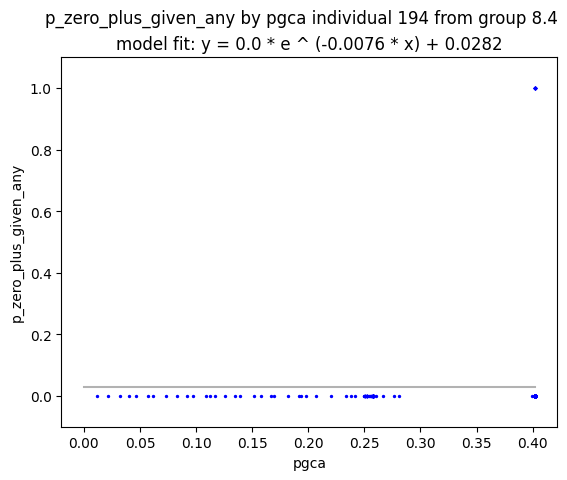 p_zero_plus_given_any by pgca individual 194 from group 8.4
model fit: y = 0.0 * e ^ (-0.0076 * x) + 0.0282
1.0
0.8
0.6
0.4
0.2
0.0
p_zero_plus_given_any
0.00 0.05 0.10 0.15 0.20 0.25 0.30 0.35 0.40
pgca